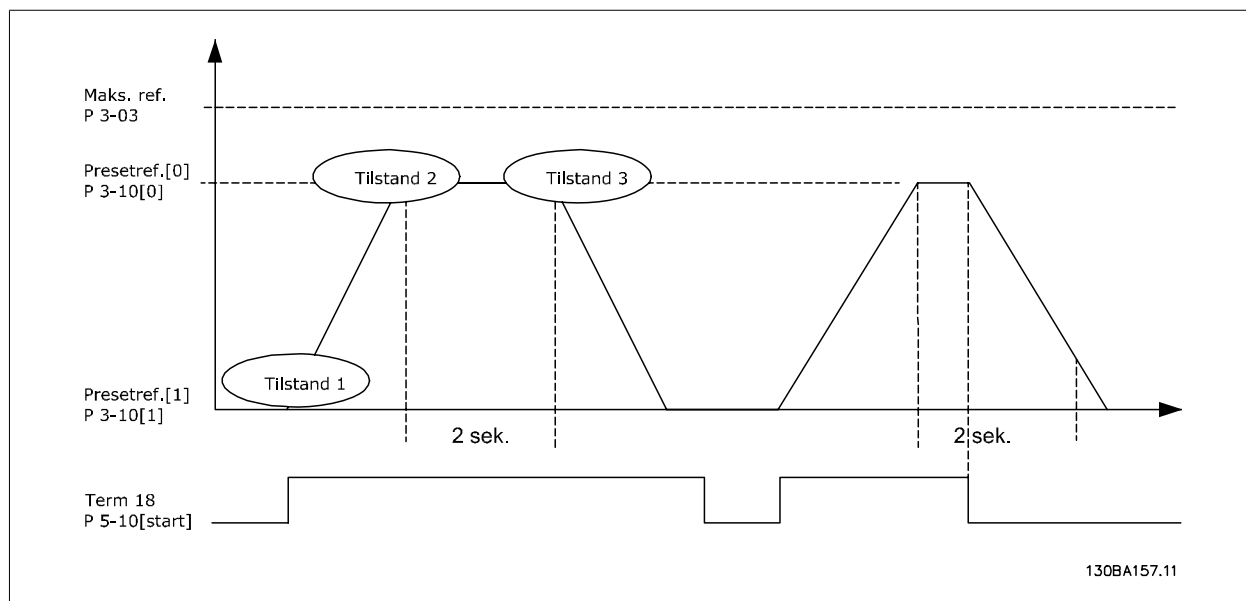 Maks. ref.
P 3-03
Presetref.[0]
P 3-10[0]
Tilstand 2
Tilstand 3
Tilstand 1
Presetref.[1]
P 3-10[1]
2 sek.
2 sek.
Term 18
P 5-10[start]
130BA157.11